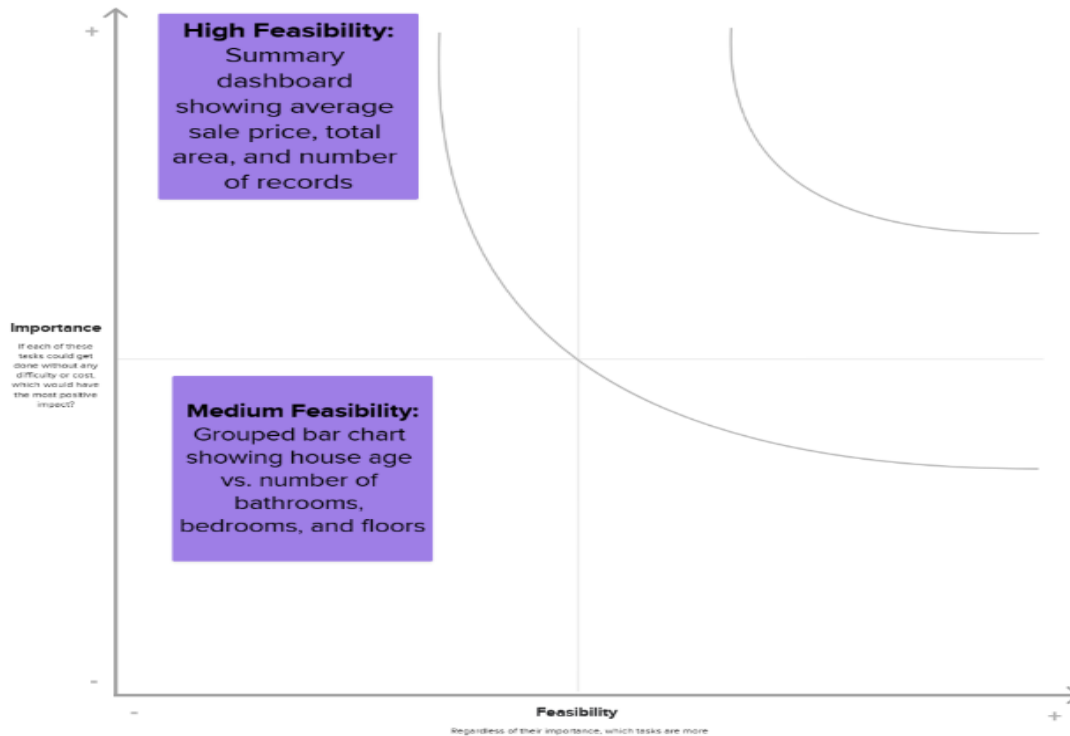 +
High Feasibility:
Summary
dashboard
showing average
sale price, total
area, and number
of records
Importance
If each of these
tasks could get
done without any
difficulty or cost,
which would have
the most positive
impact?
Medium Feasibility:
Grouped bar chart
showing house age
vs. number of
bathrooms,
bedrooms, and floors
-
-
Feasibility
+
Regardless of their importance, which tasks are more